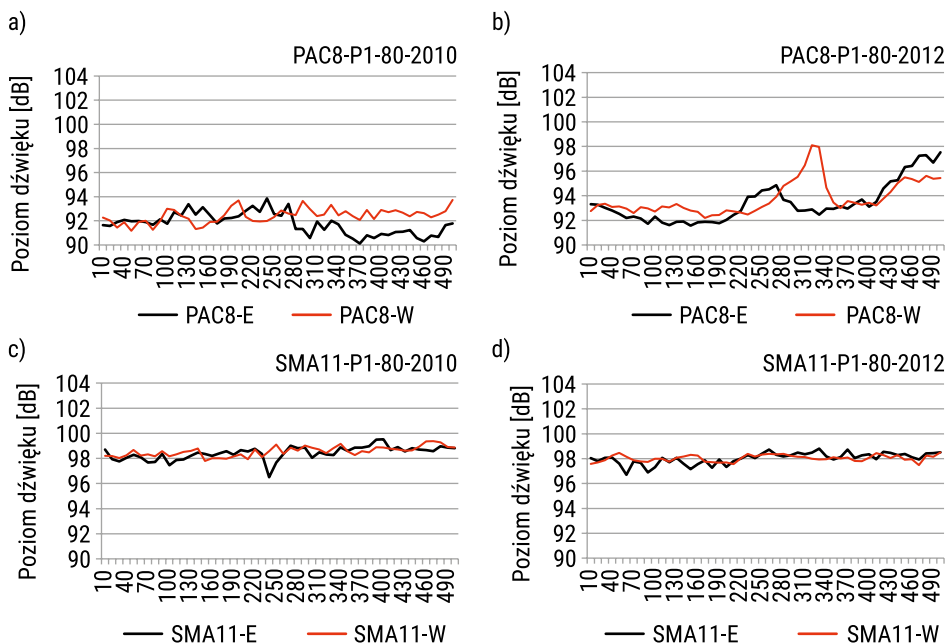 a)
PAC8-P1-80-2010
Poziom dźwięku [dB]
104
102
100
98
96
94
92
90
10 40 70 100 130 160 190 220 250 280 310 340 370 400 430 460 490
PAC8-E PAC8-W
b)
PAC8-P1-80-2012
Poziom dźwięku [dB]
104
102
100
98
96
94
92
90
10 40 70 100 130 160 190 220 250 280 310 340 370 400 430 460 490
PAC8-E PAC8-W
c)
SMA11-P1-80-2010
Poziom dźwięku [dB]
104
102
100
98
96
94
92
90
10 40 70 100 130 160 190 220 250 280 310 340 370 400 430 460 490
SMA11-E SMA11-W
d)
SMA11-P1-80-2012
Poziom dźwięku [dB]
104
102
100
98
96
94
92
90
10 40 70 100 130 160 190 220 250 280 310 340 370 400 430 460 490
SMA11-E SMA11-W